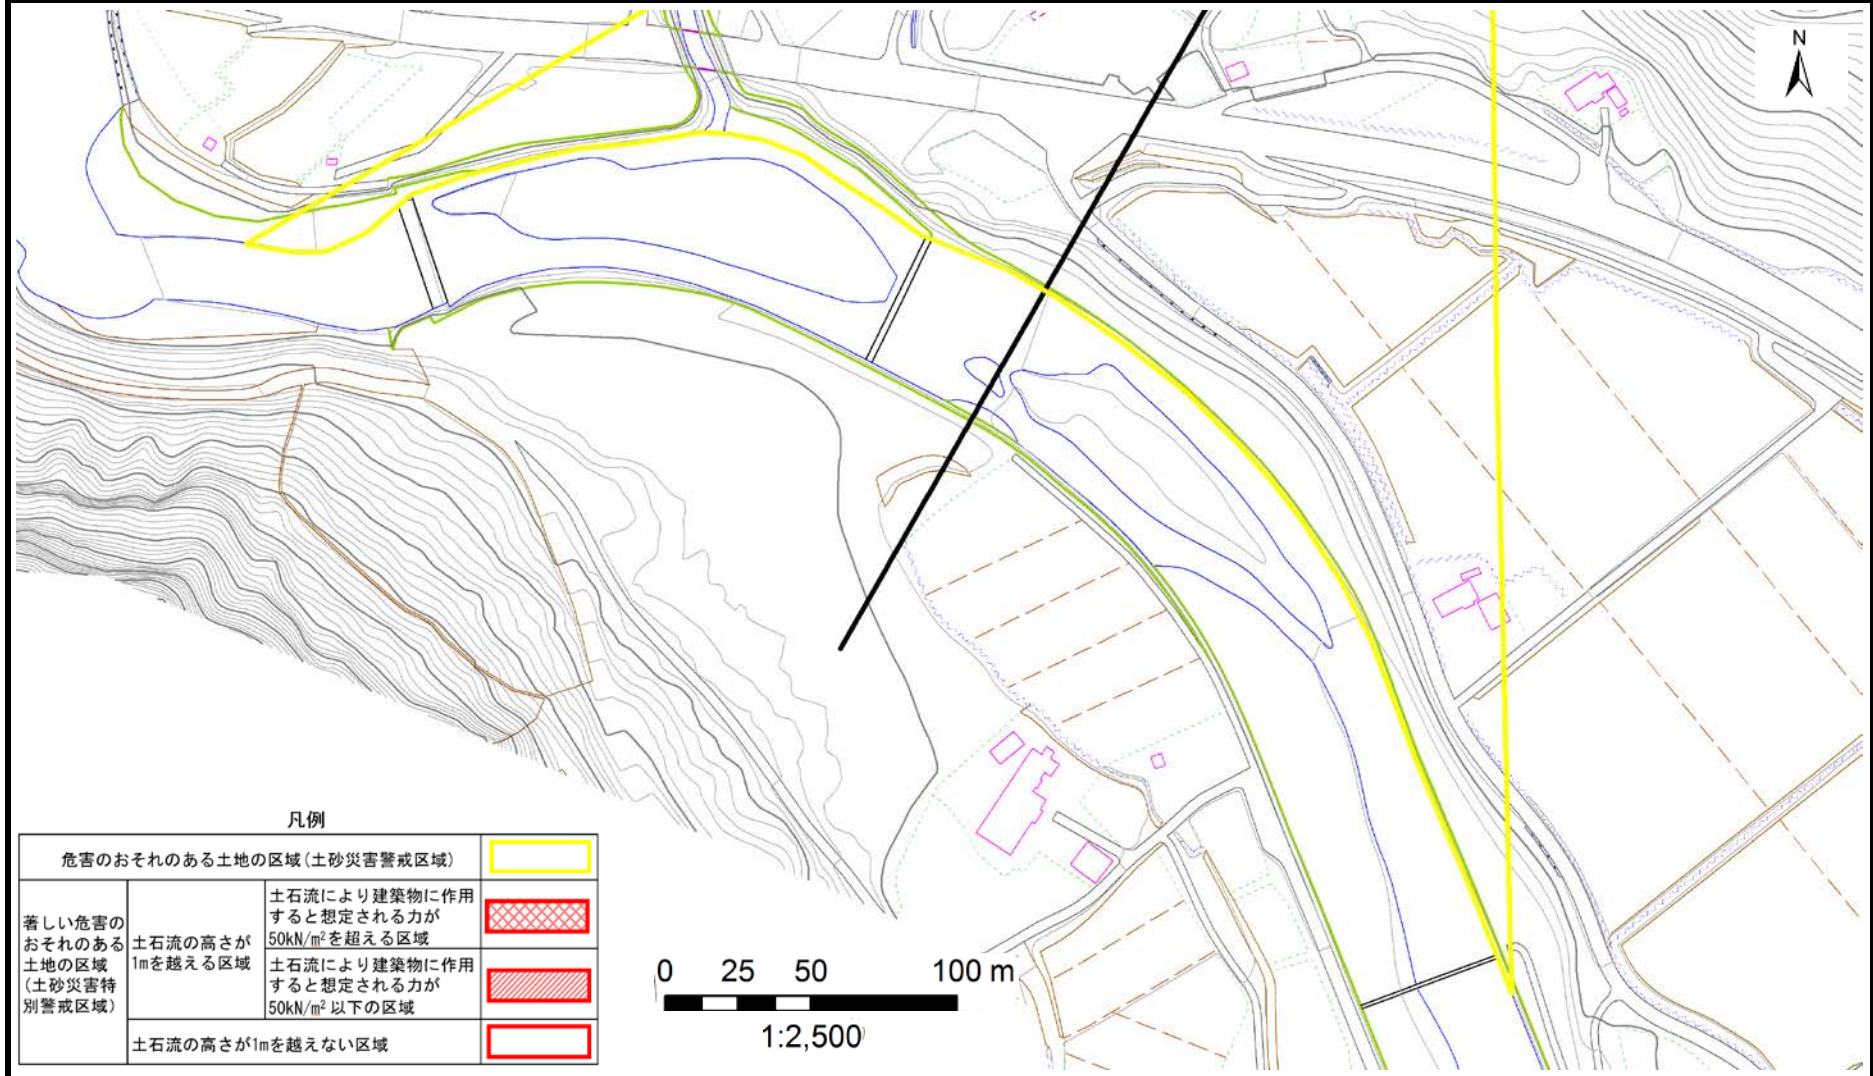 N
凡例
危害のおそれのある土地の区域(土砂災害警戒区域)
著しい危害の
おそれのある
土地の区域
(土砂災害特
別警戒区域)
土石流の高さが
1mを越える区域
土石流により建築物に作用
すると想定される力が
50kN/m²を超える区域
土石流により建築物に作用
すると想定される力が
50kN/m² 以下の区域
土石流の高さが1mを越えない区域
0 25 50 100 m
1:2,500